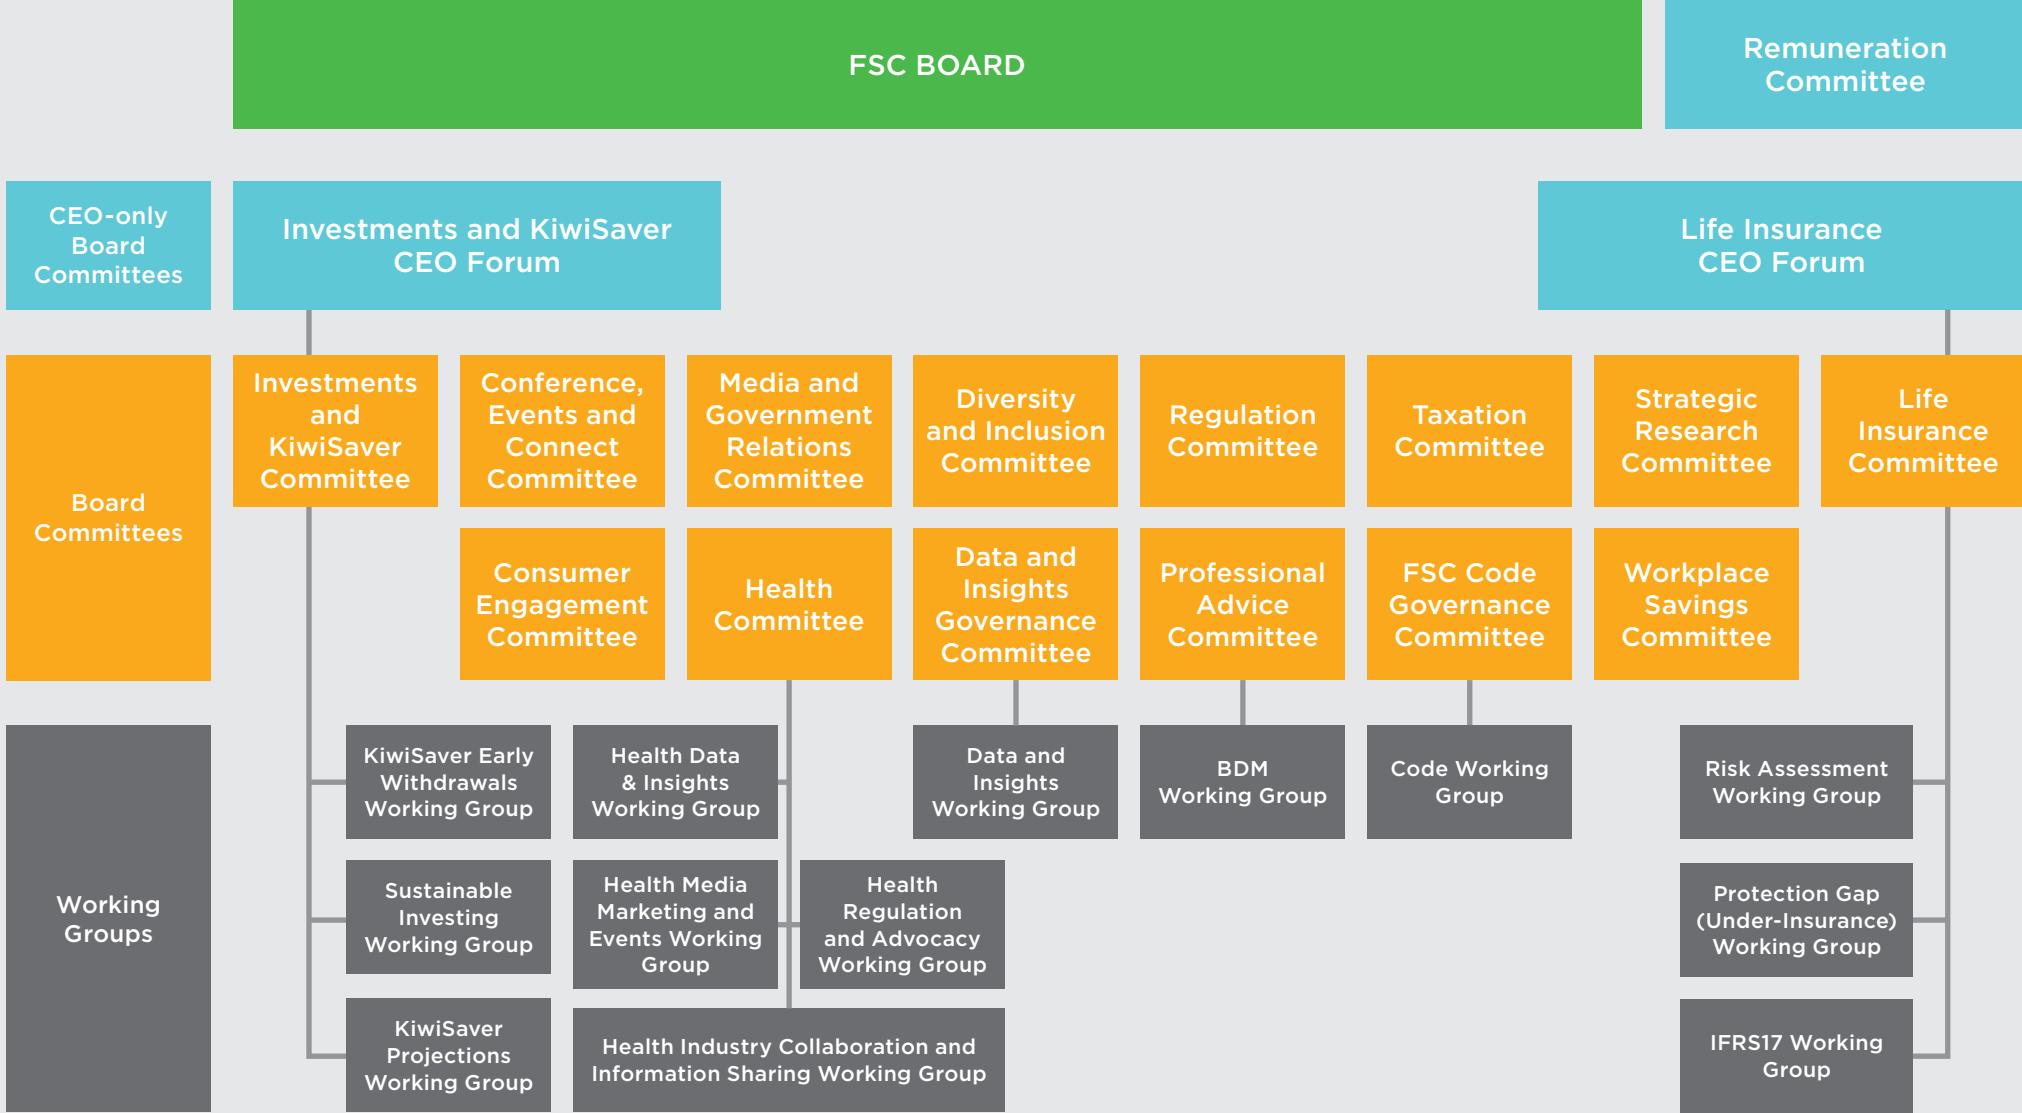 FSC BOARD
Remuneration
Committee
CEO-only
Board
Committees
Investments and KiwiSaver
CEO Forum
Life Insurance
CEO Forum
Board
Committees
Investments
and
KiwiSaver
Committee
Conference,
Events and
Connect
Committee
Media and
Government
Relations
Committee
Diversity
and Inclusion
Committee
Regulation
Committee
Taxation
Committee
Strategic
Research
Committee
Life
Insurance
Committee
Consumer
Engagement
Committee
Health
Committee
Data and
Insights
Governance
Committee
Professional
Advice
Committee
FSC Code
Governance
Committee
Workplace
Savings
Committee
Working
Groups
KiwiSaver Early
Withdrawals
Working Group
Health Data
& Insights
Working Group
Data and
Insights
Working Group
BDM
Working Group
Code Working
Group
Risk Assessment
Working Group
Sustainable
Investing
Working Group
Health Media
Marketing and
Events Working
Group
Health
Regulation
and Advocacy
Working Group
Protection Gap
(Under-Insurance)
Working Group
KiwiSaver
Projections
Working Group
Health Industry Collaboration and
Information Sharing Working Group
IFRS17 Working
Group